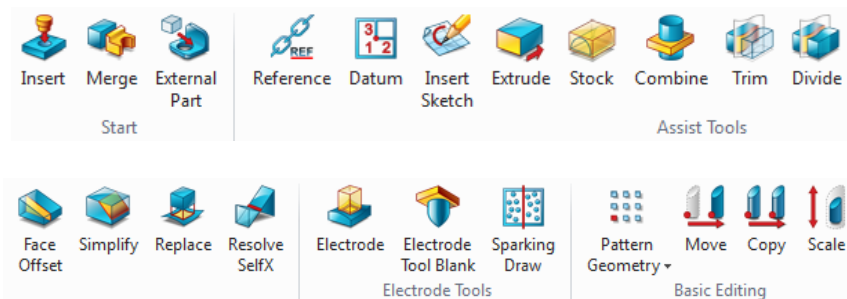 REF
3
1 2
Insert Merge External Part Reference Datum Insert Sketch Extrude Stock Combine Trim Divide
Start Assist Tools
Face Offset Simplify Replace Resolve SelfX Electrode Electrode Tool Blank Sparking Draw Pattern Geometry Move Copy Scale
Electrode Tools Basic Editing